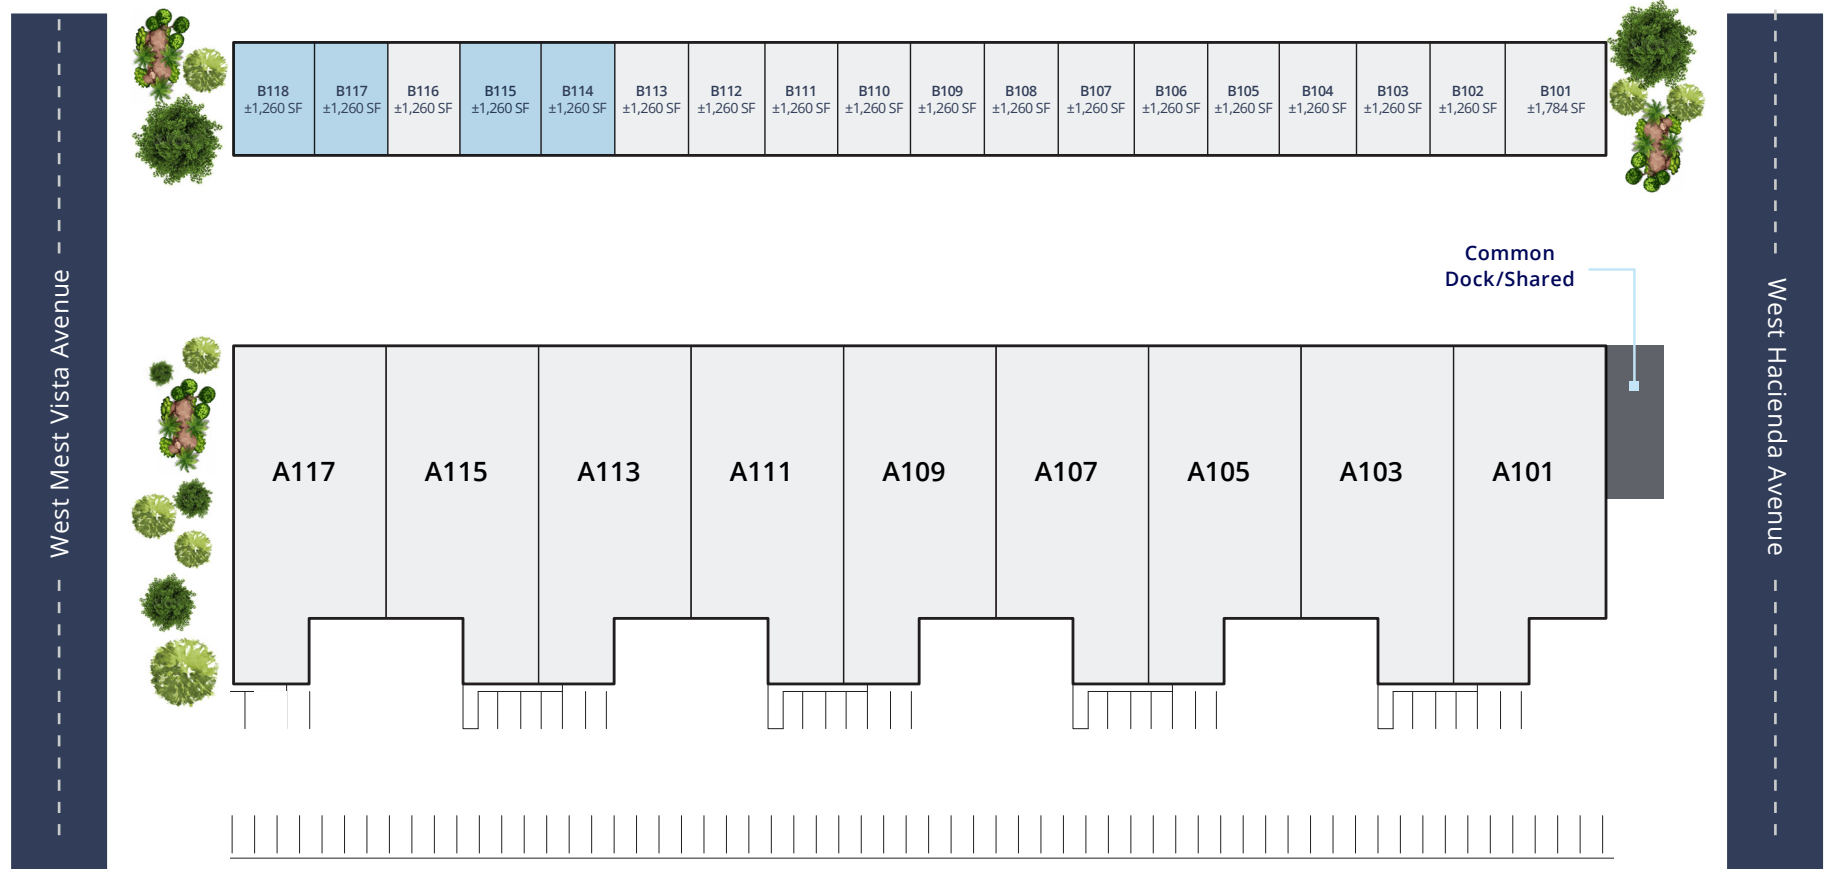 B118
±1,260 SF
B117
±1,260 SF
B116
±1,260 SF
B115
±1,260 SF
B114
±1,260 SF
B113
±1,260 SF
B112
±1,260 SF
B111
±1,260 SF
B110
±1,260 SF
B109
±1,260 SF
B108
±1,260 SF
B107
±1,260 SF
B106
±1,260 SF
B105
±1,260 SF
B104
±1,260 SF
B103
±1,260 SF
B102
±1,260 SF
B101
±1,784 SF
Common
Dock/Shared
West Mest Vista Avenue
West Hacienda Avenue
A117
A115
A113
A111
A109
A107
A105
A103
A101